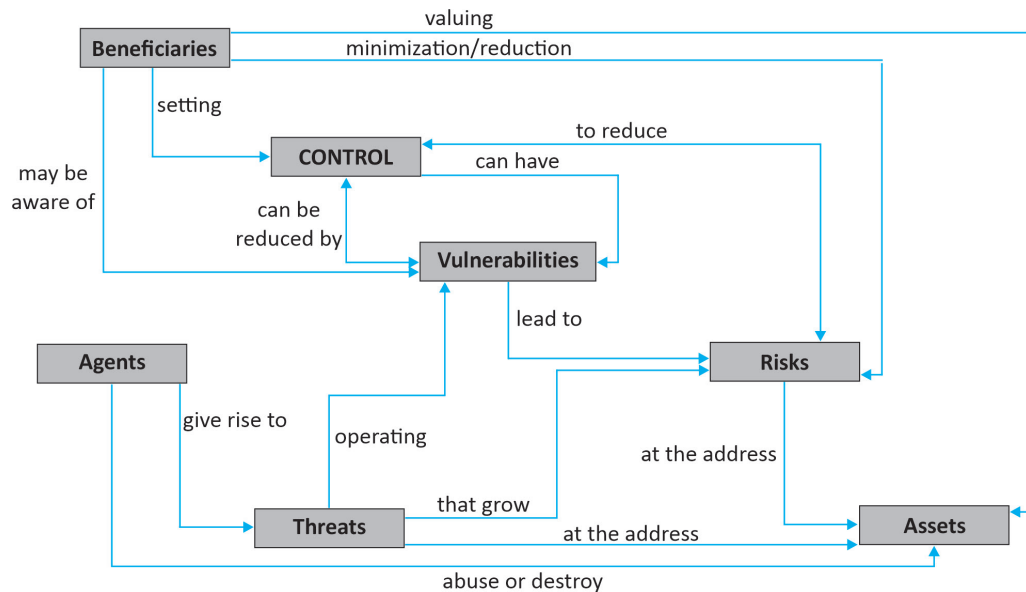 valuing
Beneficiaries
minimization/reduction
setting
to reduce
CONTROL
can have
may be
aware of
can be
reduced by
Vulnerabilities
lead to
Agents
Risks
give rise to
operating
at the address
that grow
Threats
at the address
Assets
abuse or destroy